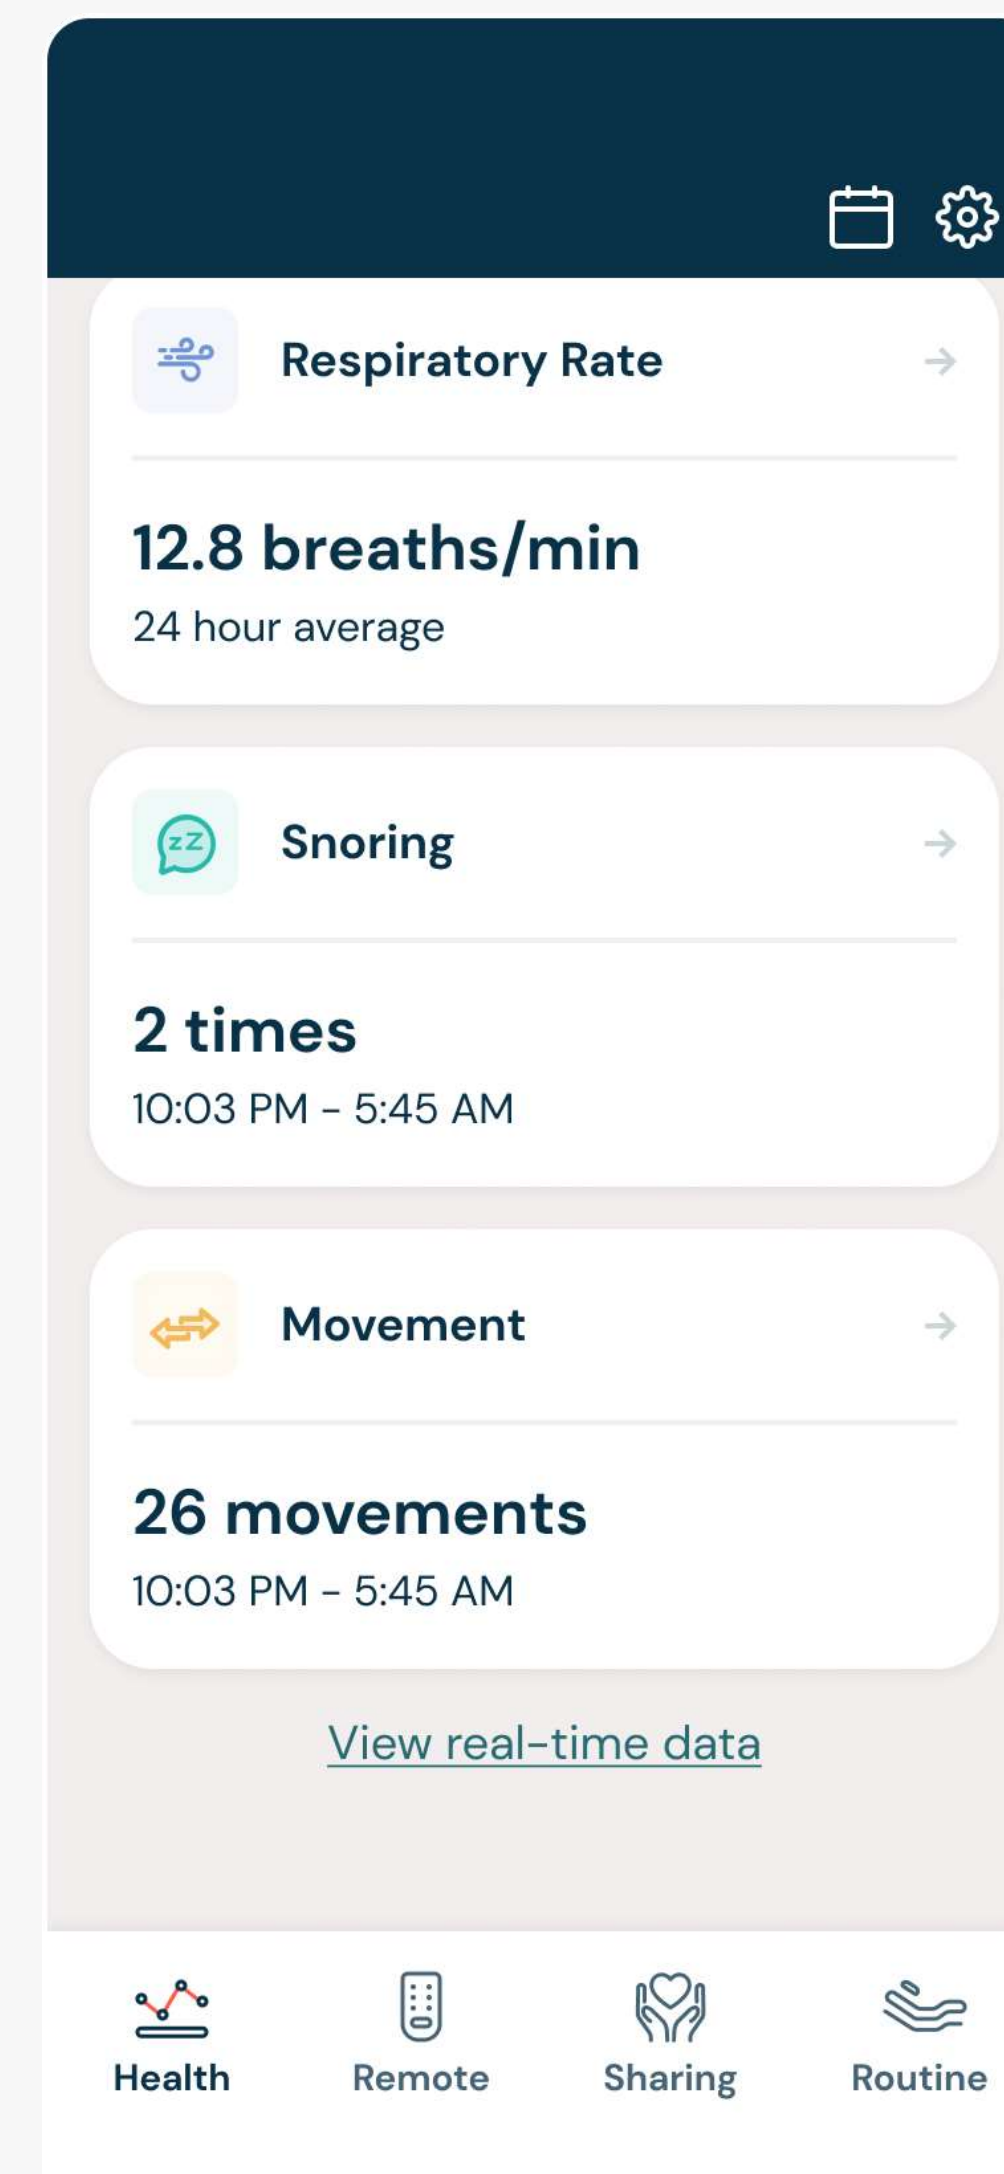 Respiratory Rate
12.8 breaths/min
24 hour average
zZ
Snoring
2 times
10:03 PM - 5:45 AM
Movement
26 movements
10:03 PM - 5:45 AM
View real-time data
Health
Remote
Sharing
Routine